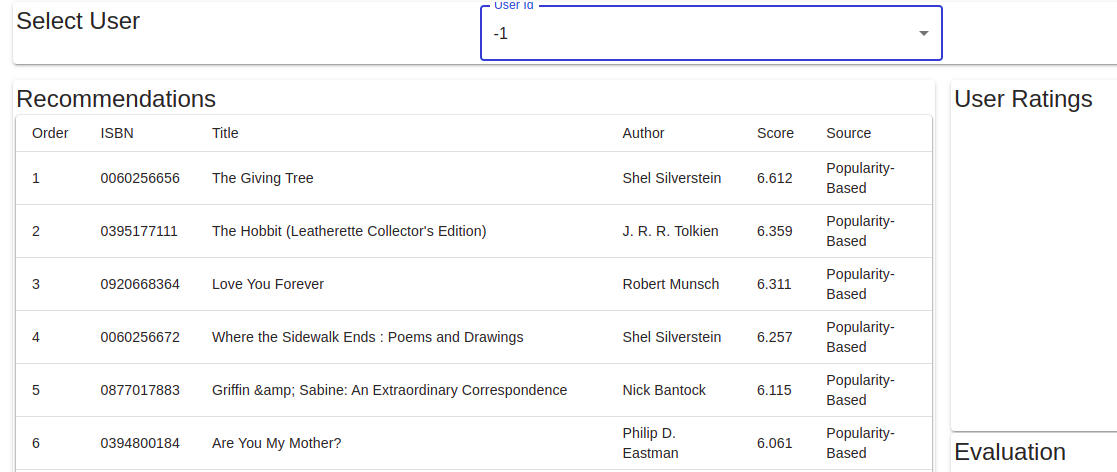 Select User
User Id
-1
Recommendations
Order ISBN Title Author Score Source
1 0060256656 The Giving Tree Shel Silverstein 6.612 Popularity-
Based
2 0395177111 The Hobbit (Leatherette Collector's Edition) J. R. R. Tolkien 6.359 Popularity-
Based
3 0920668364 Love You Forever Robert Munsch 6.311 Popularity-
Based
4 0060256672 Where the Sidewalk Ends : Poems and Drawings Shel Silverstein 6.257 Popularity-
Based
5 0877017883 Griffin &amp; Sabine: An Extraordinary Correspondence Nick Bantock 6.115 Popularity-
Based
6 0394800184 Are You My Mother? Philip D.
Eastman 6.061 Popularity-
Based
User Ratings
Evaluation